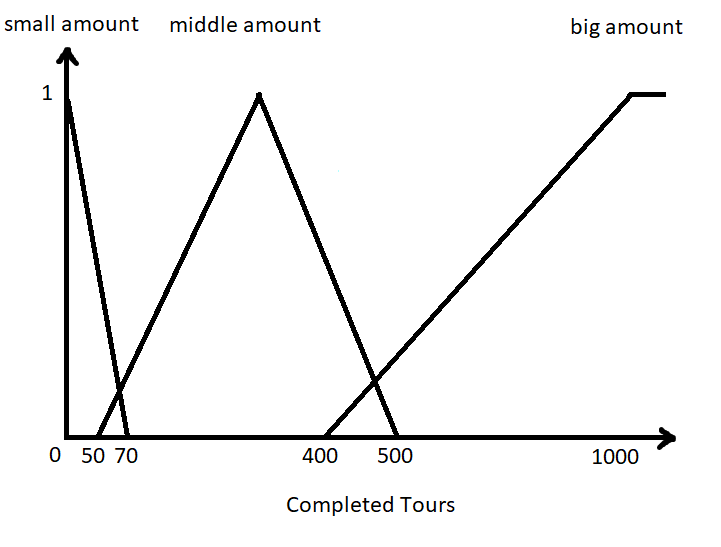 small amount middle amount big amount
1
0 50 70 400 500 1000
Completed Tours